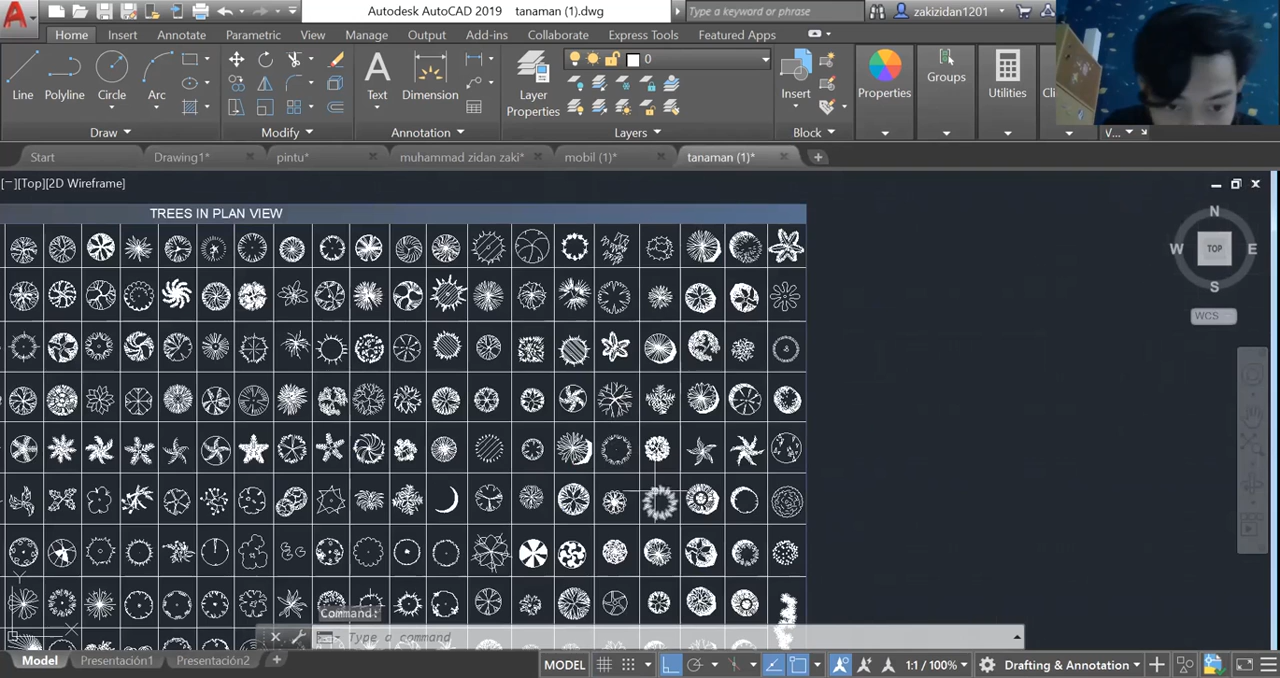 Autodesk AutoCAD 2019 tanaman (1).dwg
Type a keyword or phrase
zakizidan1201
Home Insert Annotate Parametric View Manage Output Add-ins Collaborate Express Tools Featured Apps
0
Line Polyline Circle Arc Text Dimension Layer Properties Insert Properties Groups Utilities
Draw Modify Annotation Layers Block V...
Start Drawing1* pintu* muhammad zidan zaki* mobil (1)* tanaman (1)*
[−][Top][2D Wireframe]
TREES IN PLAN VIEW
N
W TOP E
S
WCS
Y
X
Command:
Type a command
Model Presentación1 Presentación2
MODEL 1:1 / 100% Drafting & Annotation